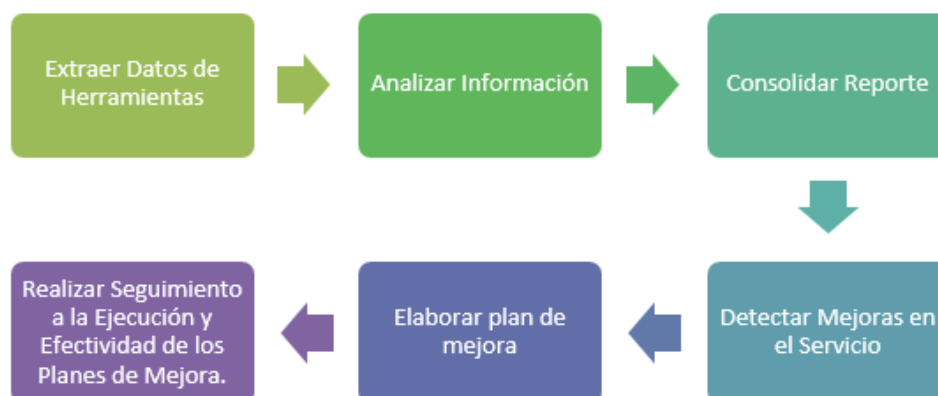 Extraer Datos de
Herramientas
Analizar Información
Consolidar Reporte
Detectar Mejoras en
el Servicio
Elaborar plan de
mejora
Realizar Seguimiento
a la Ejecución y
Efectividad de los
Planes de Mejora.